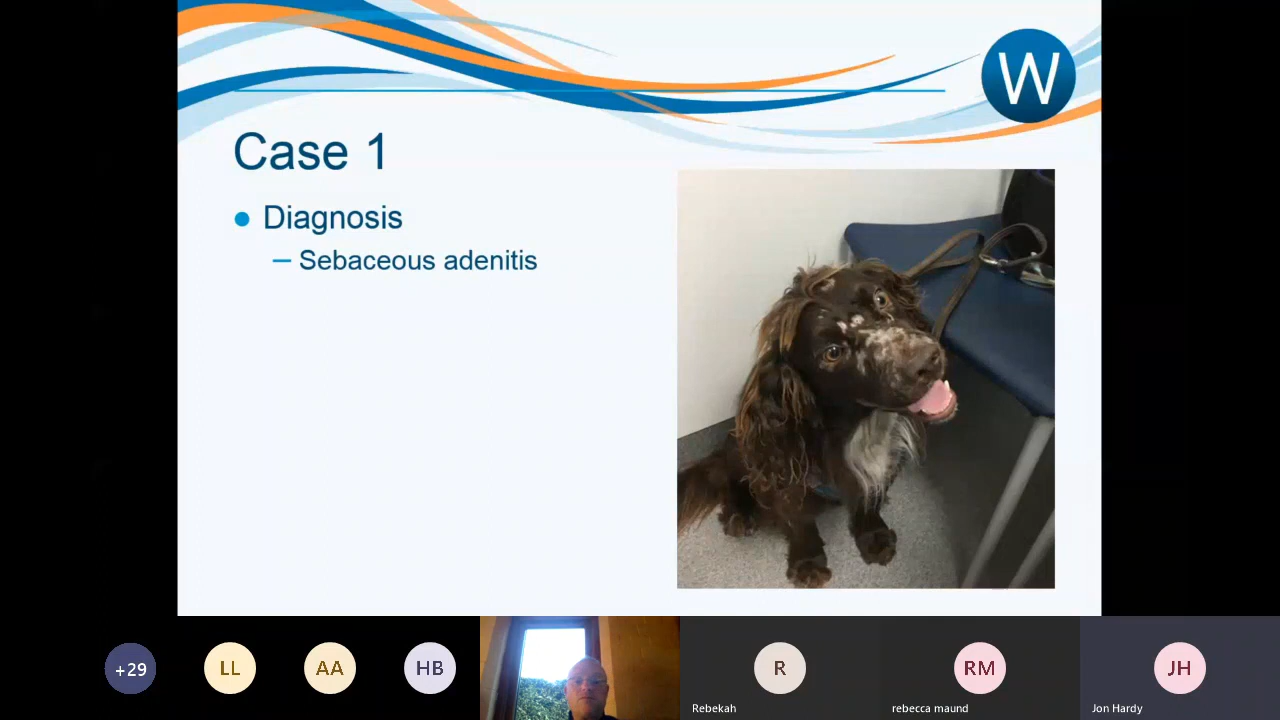 W
Case 1
Diagnosis
– Sebaceous adenitis
+29
LL
AA
HB
R
RM
JH
Rebekah
rebecca maund
Jon Hardy